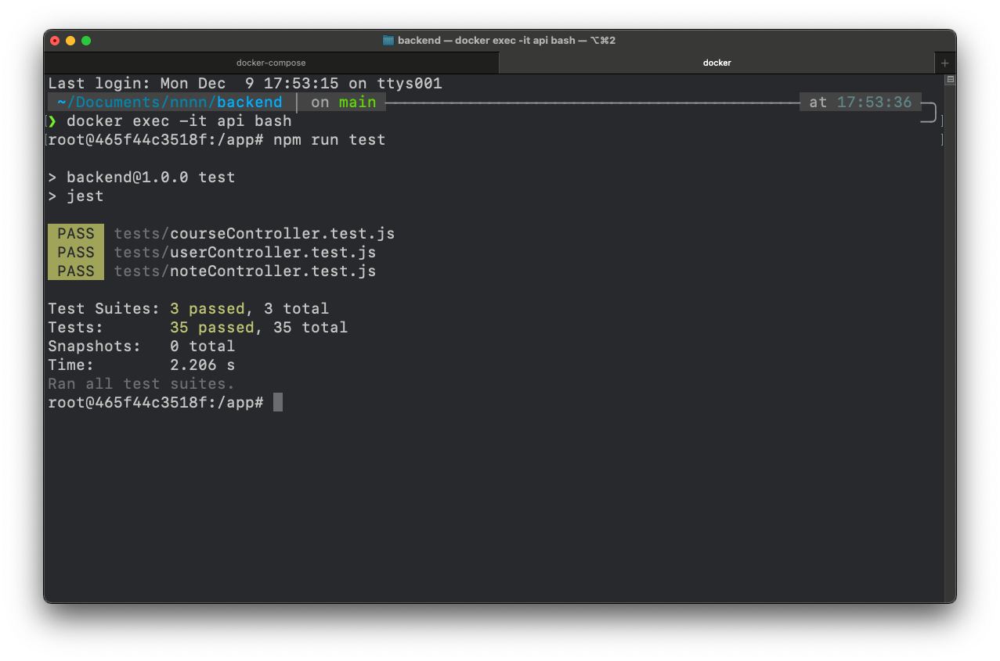 backend — docker exec -it api bash — ⌥⌘2
docker-compose
docker
+
Last login: Mon Dec  9 17:53:15 on ttys001
~/Documents/nnnn/backend │ on main at 17:53:36
❯ docker exec -it api bash
root@465f44c3518f:/app# npm run test
> backend@1.0.0 test
> jest
PASS tests/courseController.test.js
PASS tests/userController.test.js
PASS tests/noteController.test.js
Test Suites: 3 passed, 3 total
Tests:       35 passed, 35 total
Snapshots:   0 total
Time:        2.206 s
Ran all test suites.
root@465f44c3518f:/app#